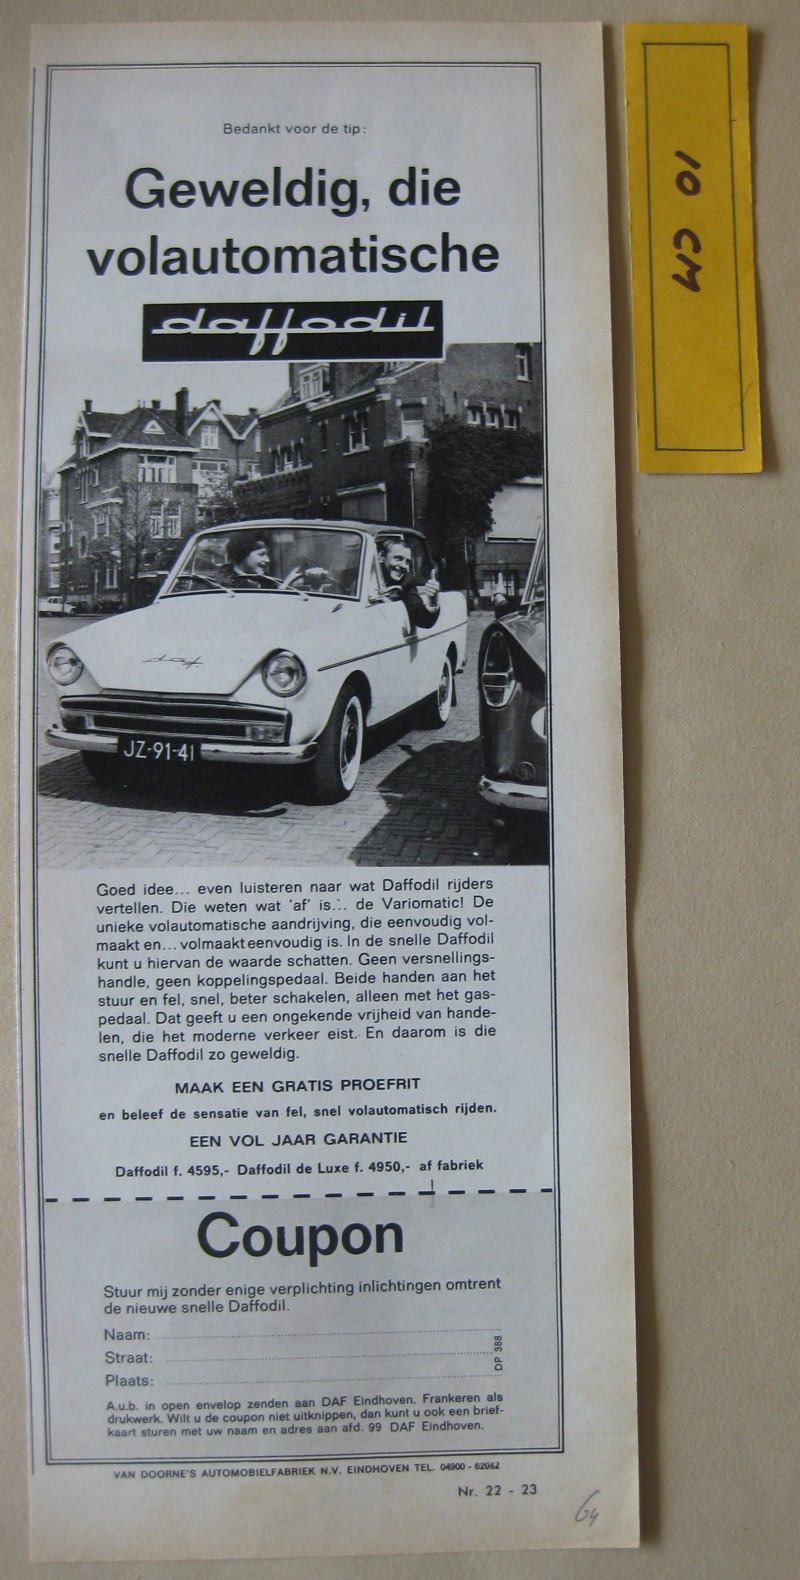 Bedankt voor de tip:
Geweldig, die
volautomatische
daffodil
10 CM
daf
JZ-91-41
Goed idee... even luisteren naar wat Daffodil rijders
vertellen. Die weten wat 'af' is... de Variomatic! De
unieke volautomatische aandrijving, die eenvoudig vol-
maakt en...volmaakt eenvoudig is. In de snelle Daffodil
kunt u hiervan de waarde schatten. Geen versnellings-
handle, geen koppelingspedaal. Beide handen aan het
stuur en fel, snel, beter schakelen, alleen met het gas-
pedaal. Dat geeft u een ongekende vrijheid van hande-
len, die het moderne verkeer eist. En daarom is die
snelle Daffodil zo geweldig.
MAAK EEN GRATIS PROEFRIT
en beleef de sensatie van fel, snel volautomatisch rijden.
EEN VOL JAAR GARANTIE
Daffodil f. 4595,- Daffodil de Luxe f. 4950,- af fabriek
Coupon
Stuur mij zonder enige verplichting inlichtingen omtrent
de nieuwe snelle Daffodil.
Naam:
Straat:
Plaats:
DP 388
A.u.b. in open envelop zenden aan DAF Eindhoven. Frankeren als
drukwerk. Wilt u de coupon niet uitknippen, dan kunt u ook een brief-
kaart sturen met uw naam en adres aan afd. 99 DAF Eindhoven.
VAN DOORNE'S AUTOMOBIELFABRIEK N.V. EINDHOVEN TEL. 04900 - 62062
Nr. 22 - 23
64